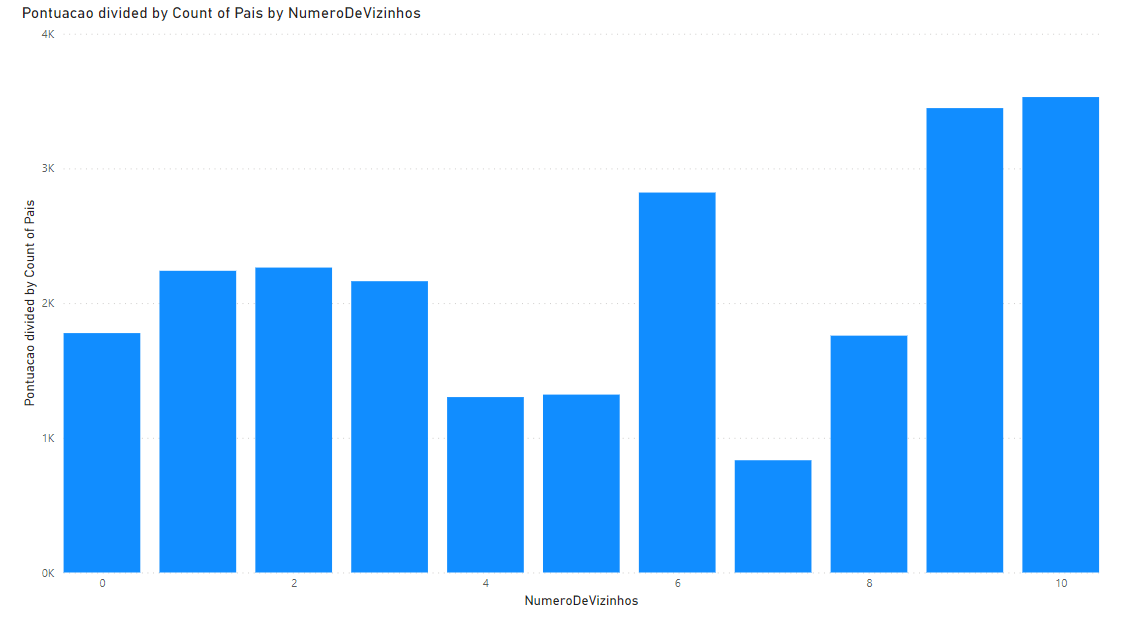 Pontuacao divided by Count of Pais by NumeroDeVizinhos
4K
3K
2K
1K
0K
Pontuacao divided by Count of Pais
0 2 4 6 8 10
NumeroDeVizinhos